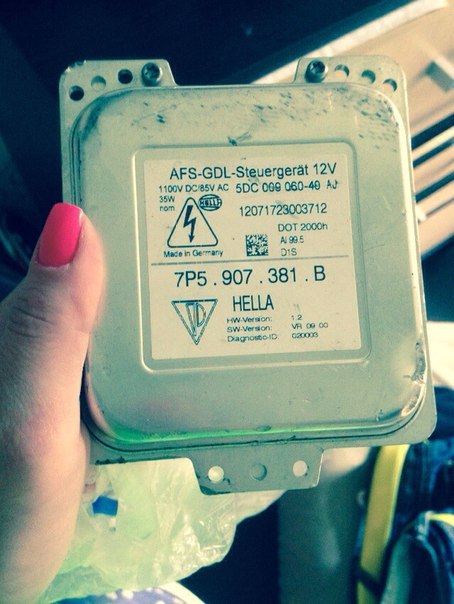 AFS-GDL-Steuergerät 12V
1100V DC/85V AC 5DC 009 060-40 AJ
35W
nom
HELLA
12071723003712
DOT 2000h
Al 99.5
D1S
Made in Germany
7P5.907.381.B
HELLA
HW-Version: 1.2
SW-Version: VR 09 00
Diagnostic-ID: 020003